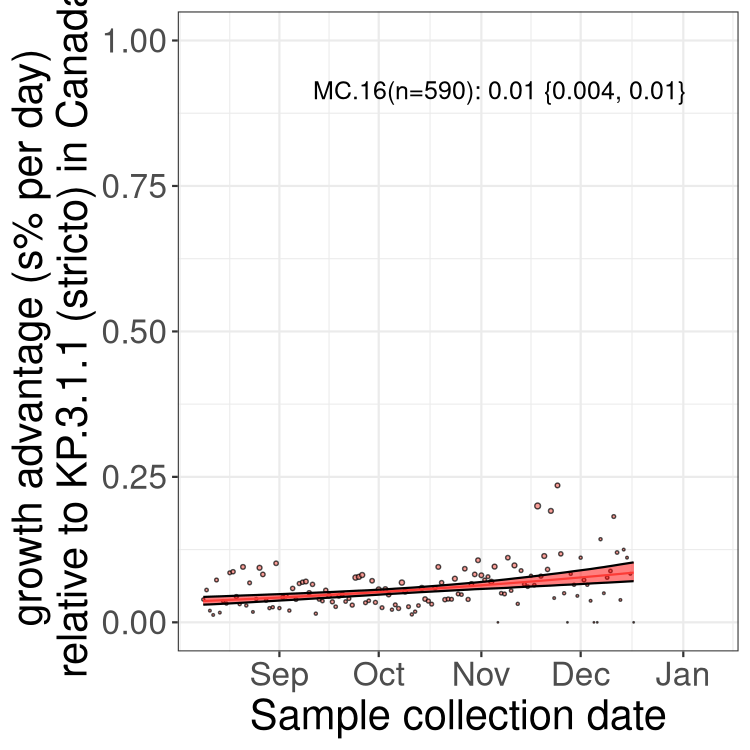 growth advantage (s% per day)
relative to KP.3.1.1 (stricto) in Canada
1.00
0.75
0.50
0.25
0.00
MC.16(n=590): 0.01 {0.004, 0.01}
Sep Oct Nov Dec Jan
Sample collection date